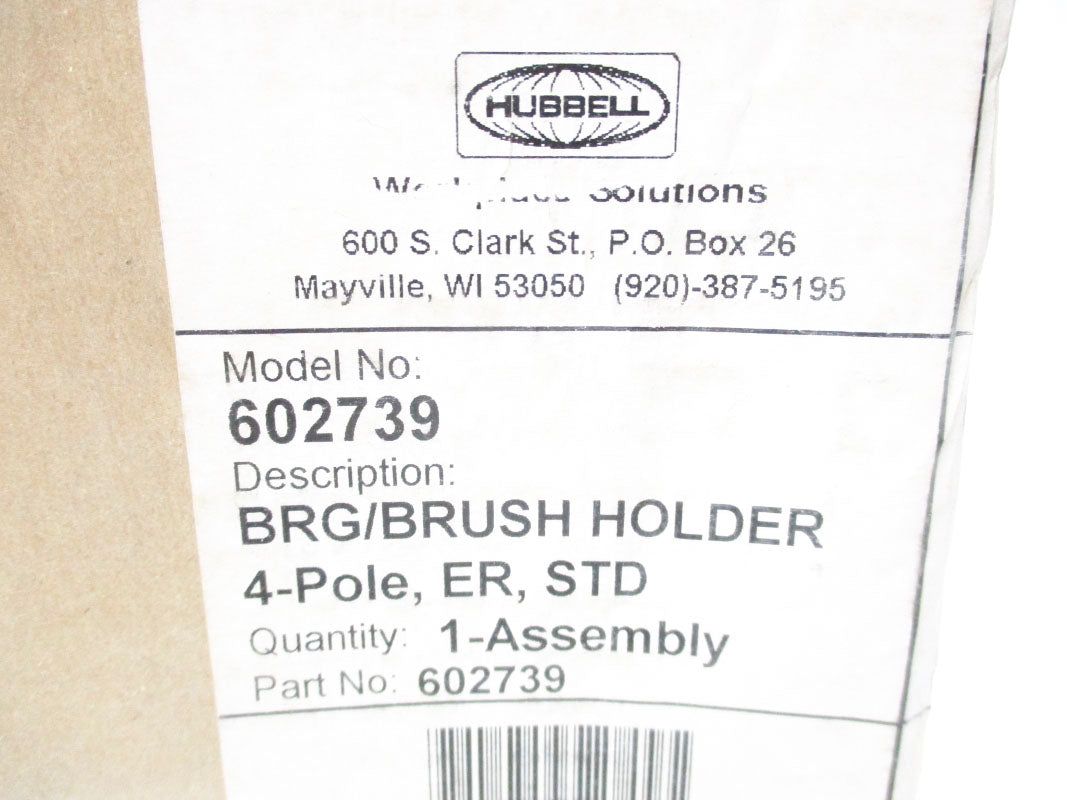 HUBBELL
Solutions
600 S. Clark St., P.O. Box 26
Mayville, WI 53050 (920)-387-5195
Model No:
602739
Description:
BRG/BRUSH HOLDER
4-Pole, ER, STD
Quantity: 1-Assembly
Part No: 602739